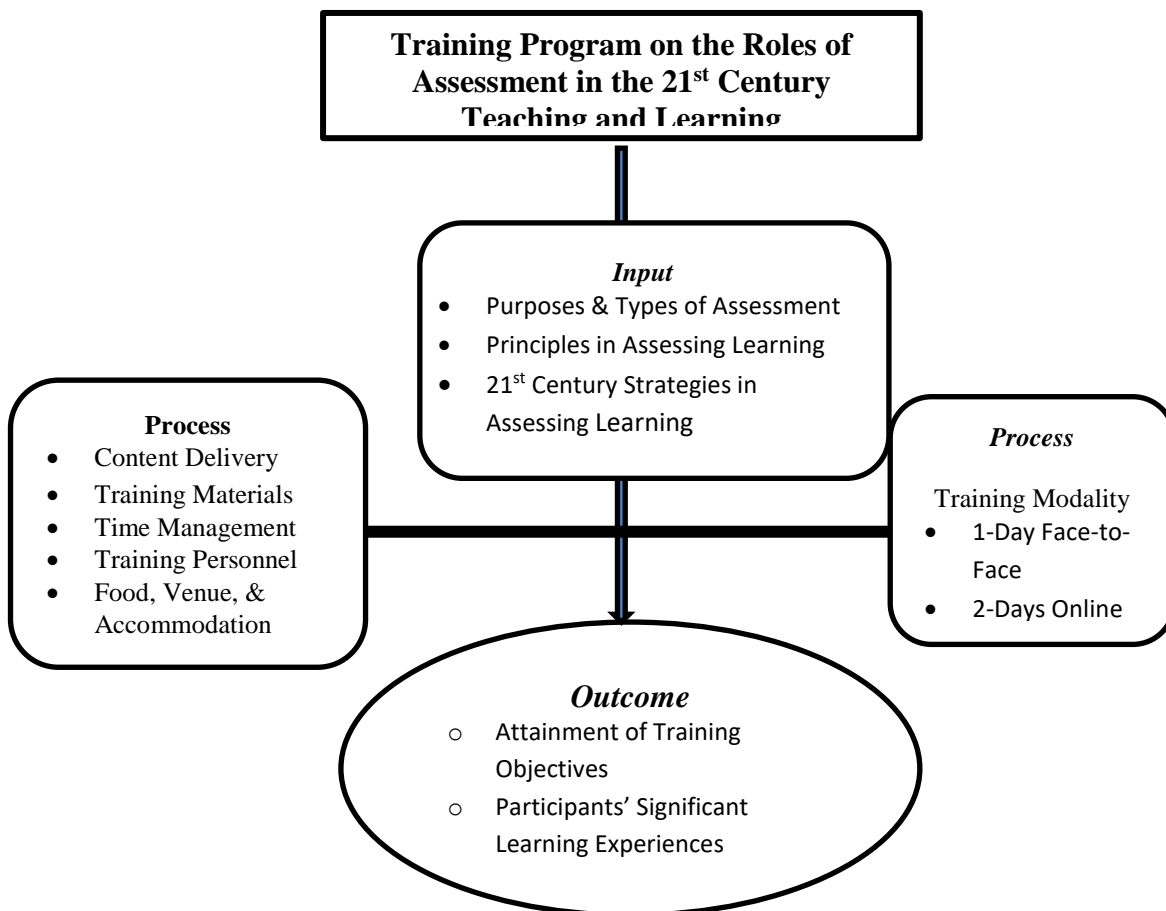 Training Program on the Roles of
Assessment in the 21st Century
Teaching and Learning
Input
• Purposes & Types of Assessment
• Principles in Assessing Learning
• 21st Century Strategies in
Assessing Learning
Process
• Content Delivery
• Training Materials
• Time Management
• Training Personnel
• Food, Venue, &
Accommodation
Process
Training Modality
• 1-Day Face-to-
Face
• 2-Days Online
Outcome
o Attainment of Training
Objectives
o Participants’ Significant
Learning Experiences